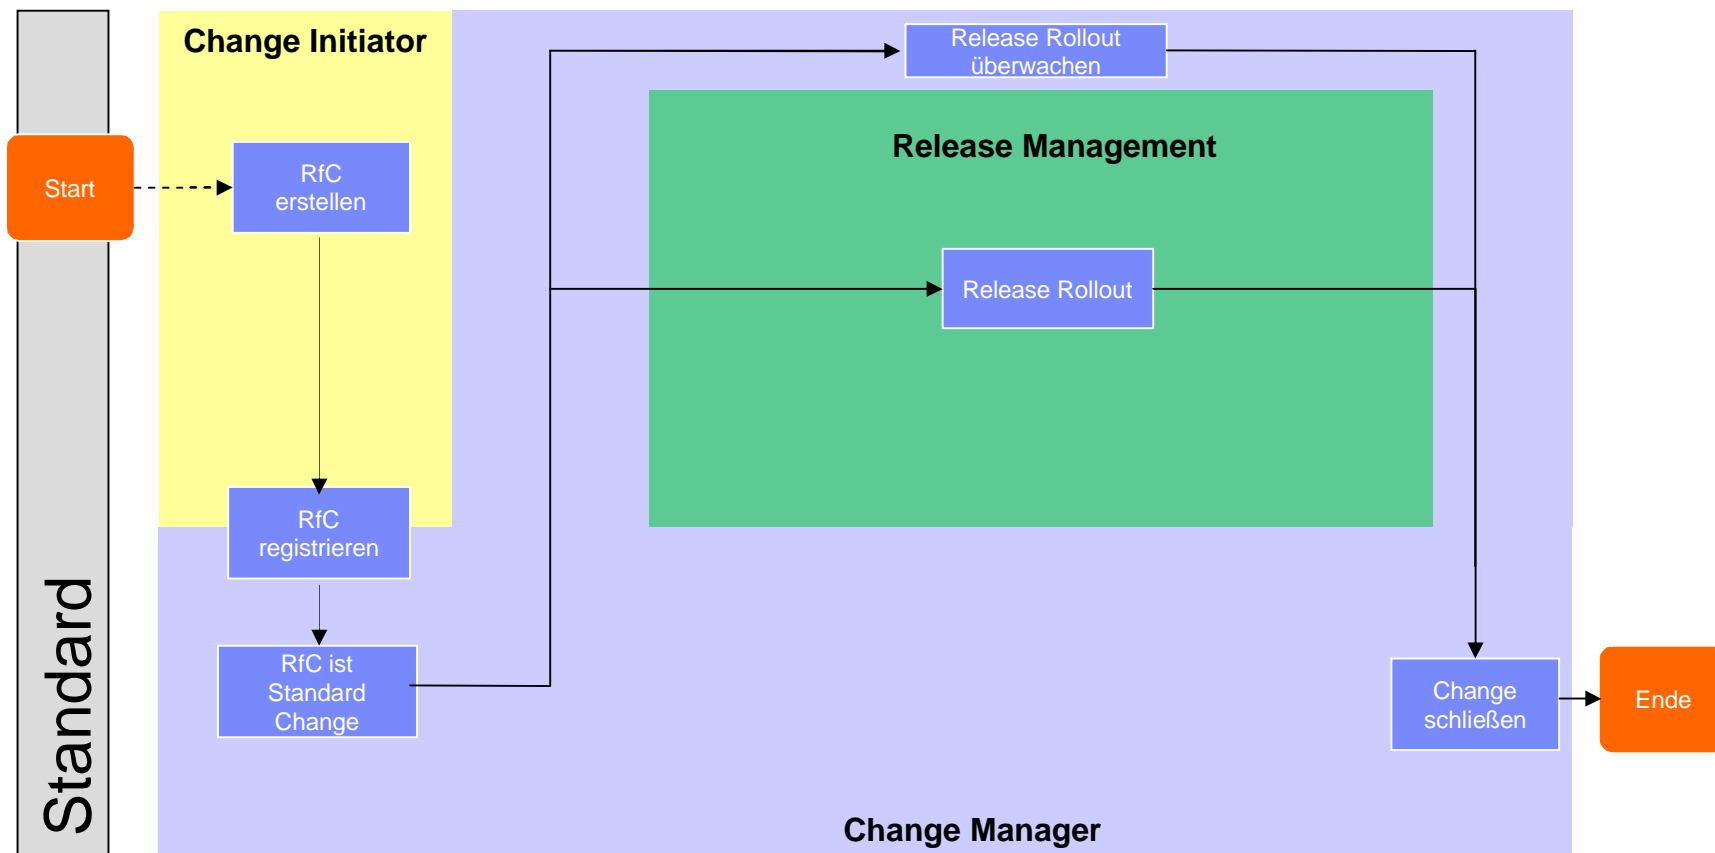 Change Initiator
Release Rollout
überwachen
Release Management
Start
RfC
erstellen
Release Rollout
RfC
registrieren
Standard
RfC ist
Standard
Change
Change
schließen
Ende
Change Manager